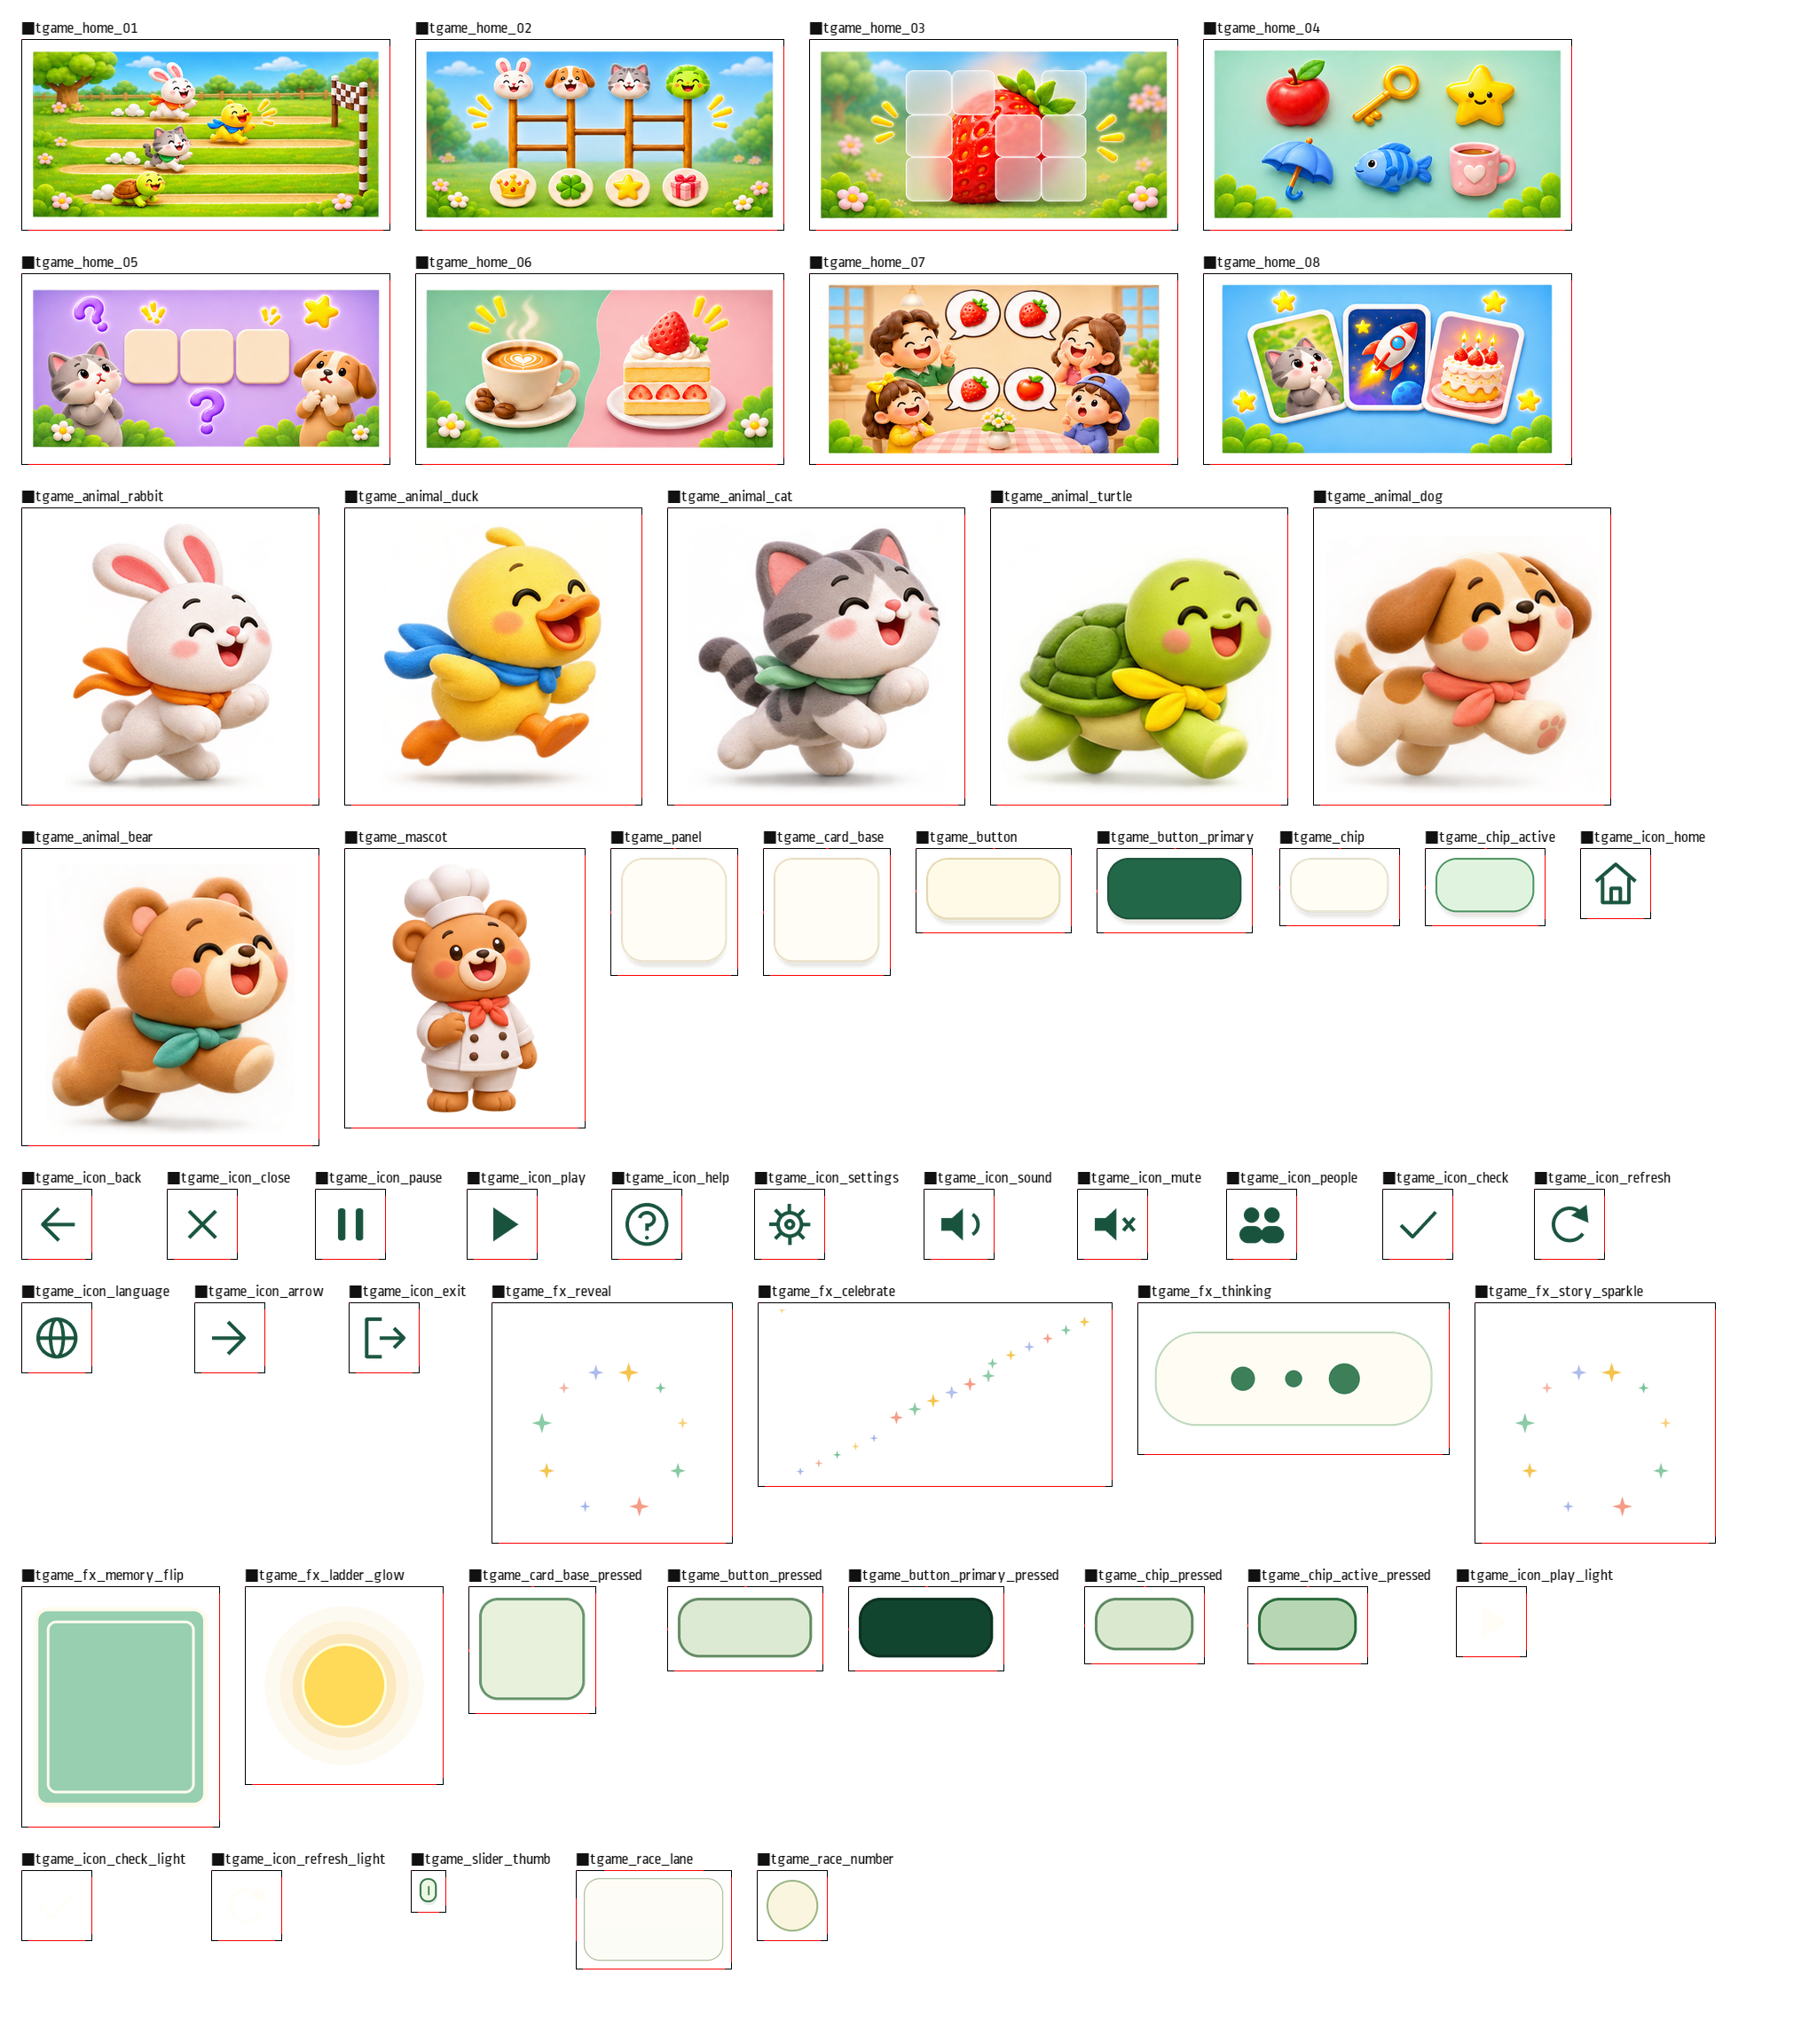 ■tgame_home_01 ■tgame_home_02 ■tgame_home_03 ■tgame_home_04
■tgame_home_05 ■tgame_home_06 ■tgame_home_07 ■tgame_home_08
■tgame_animal_rabbit ■tgame_animal_duck ■tgame_animal_cat ■tgame_animal_turtle ■tgame_animal_dog
■tgame_animal_bear ■tgame_mascot ■tgame_panel ■tgame_card_base ■tgame_button ■tgame_button_primary ■tgame_chip ■tgame_chip_active ■tgame_icon_home
■tgame_icon_back ■tgame_icon_close ■tgame_icon_pause ■tgame_icon_play ■tgame_icon_help ■tgame_icon_settings ■tgame_icon_sound ■tgame_icon_mute ■tgame_icon_people ■tgame_icon_check ■tgame_icon_refresh
■tgame_icon_language ■tgame_icon_arrow ■tgame_icon_exit ■tgame_fx_reveal ■tgame_fx_celebrate ■tgame_fx_thinking ■tgame_fx_story_sparkle
■tgame_fx_memory_flip ■tgame_fx_ladder_glow ■tgame_card_base_pressed ■tgame_button_pressed ■tgame_button_primary_pressed ■tgame_chip_pressed ■tgame_chip_active_pressed ■tgame_icon_play_light
■tgame_icon_check_light ■tgame_icon_refresh_light ■tgame_slider_thumb ■tgame_race_lane ■tgame_race_number